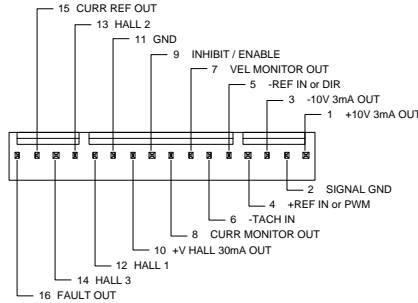 15 CURR REF OUT
13 HALL 2
11 GND
9 INHIBIT / ENABLE
7 VEL MONITOR OUT
5 -REF IN or DIR
3 -10V 3mA OUT
1 +10V 3mA OUT
2 SIGNAL GND
4 +REF IN or PWM
6 -TACH IN
8 CURR MONITOR OUT
10 +V HALL 30mA OUT
12 HALL 1
14 HALL 3
16 FAULT OUT